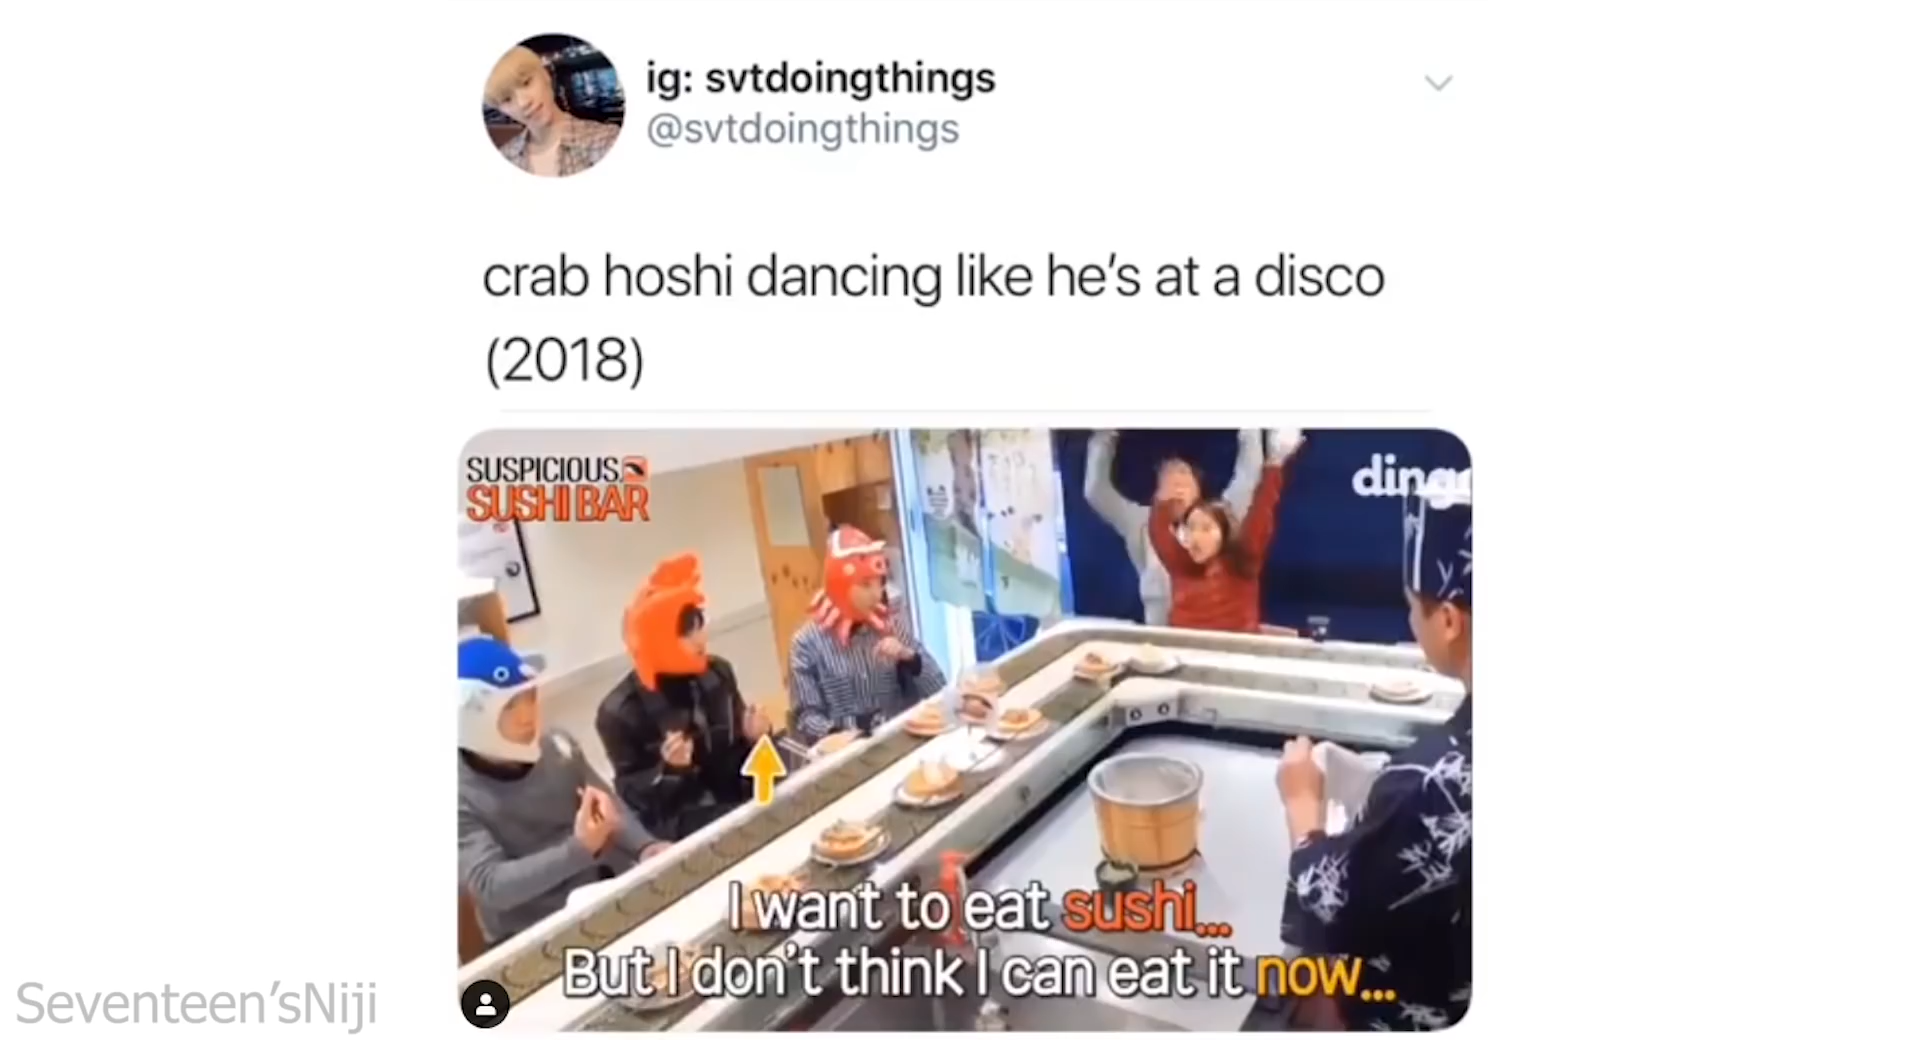 ig: svtdoingthings
@svtdoingthings
crab hoshi dancing like he's at a disco
(2018)
SUSPICIOUS
SUSHI BAR
dingo
I want to eat sushi...
But I don't think I can eat it now...
Seventeen'sNiji